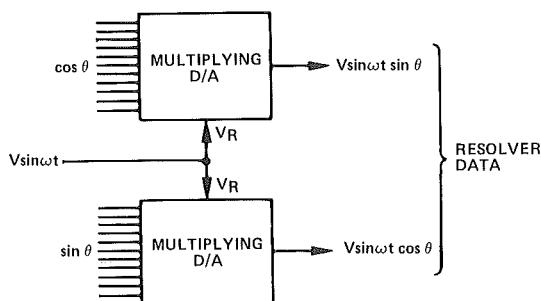 MULTIPLYING
D/A
cos θ
Vsinωt sin θ
VR
Vsinωt
VR
RESOLVER
DATA
MULTIPLYING
D/A
sin θ
Vsinωt cos θ